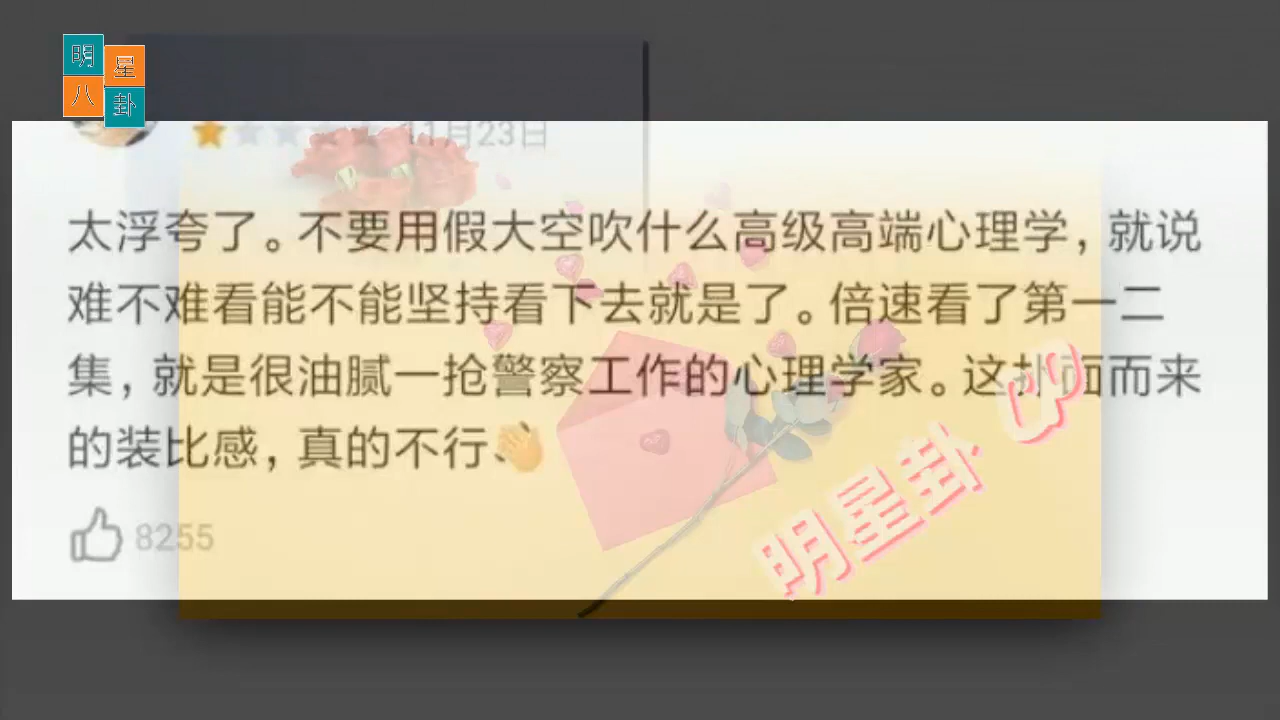 明星
八卦
11月23日
太浮夸了。不要用假大空吹什么高级高端心理学，就说
难不难看能不能坚持看下去就是了。倍速看了第一二
集，就是很油腻一抢警察工作的心理学家。这扑面而来
的装比感，真的不行
8255
明星卦